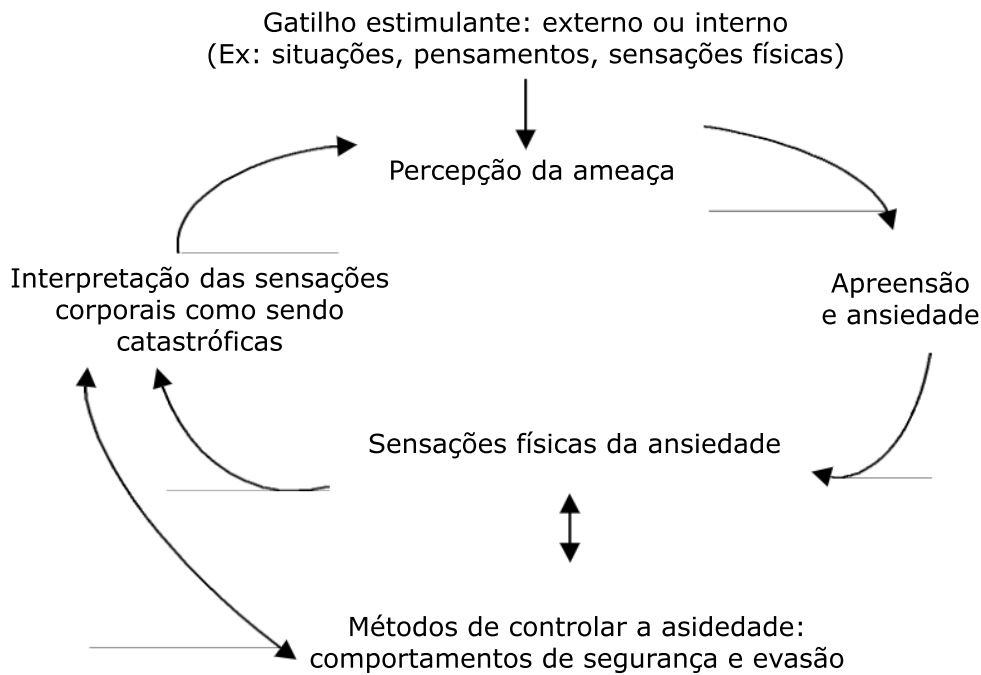 Gatilho estimulante: externo ou interno
(Ex: situações, pensamentos, sensações físicas)
Percepção da ameaça
Interpretação das sensações
corporais como sendo
catastróficas
Apreensão
e ansiedade
Sensações físicas da ansiedade
Métodos de controlar a asidedade:
comportamentos de segurança e evasão